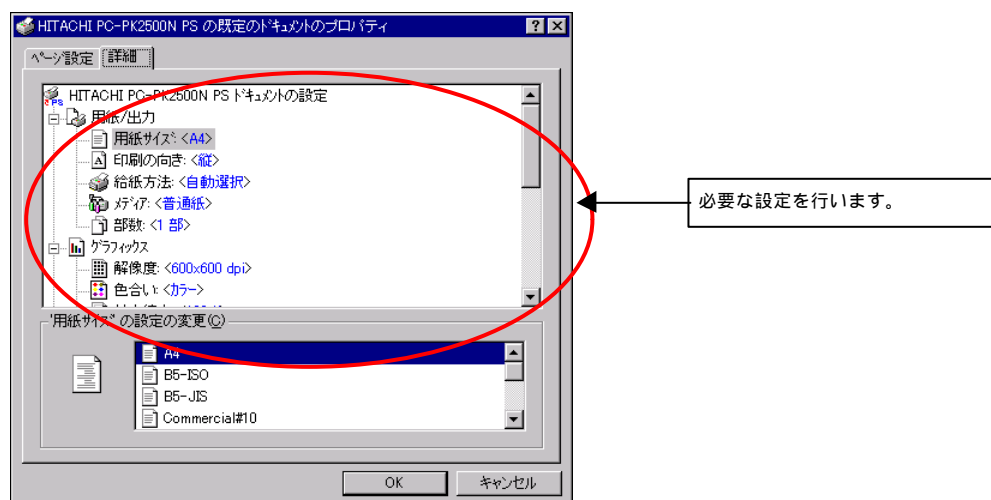 HITACHI PC-PK2500N PS の既定のドキュメントのプロパティ
ページ設定
詳細
HITACHI PC-PK2500N PS ドキュメントの設定
用紙/出力
用紙サイズ: <A4>
印刷の向き: <縦>
給紙方法: <自動選択>
メディア: <普通紙>
部数: <1 部>
グラフィックス
解像度: <600x600 dpi>
色合い: <カラー>
必要な設定を行います。
'用紙サイズ' の設定の変更(C)
A4
B5-ISO
B5-JIS
Commercial#10
OK
キャンセル